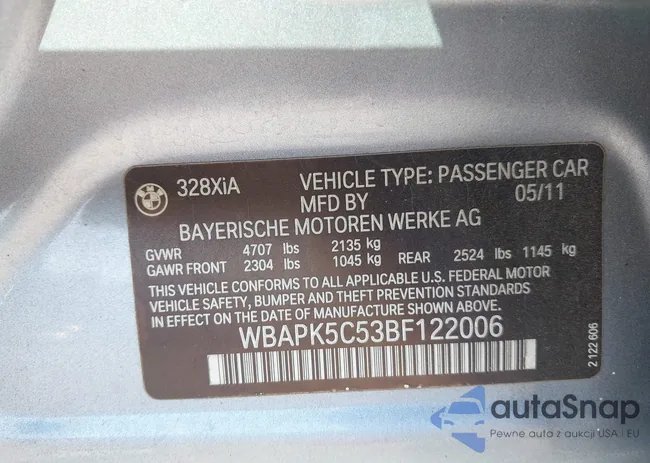 328XiA VEHICLE TYPE: PASSENGER CAR
MFD BY 05/11
BAYERISCHE MOTOREN WERKE AG
GVWR 4707 lbs 2135 kg
GAWR FRONT 2304 lbs 1045 kg REAR 2524 lbs 1145 kg
THIS VEHICLE CONFORMS TO ALL APPLICABLE U.S. FEDERAL MOTOR
VEHICLE SAFETY, BUMPER AND THEFT PREVENTION STANDARDS
IN EFFECT ON THE DATE OF MANUFACTURE SHOWN ABOVE.
WBAPK5C53BF122006
2 122 606
autaSnap
Pewne auta z aukcji USA i EU